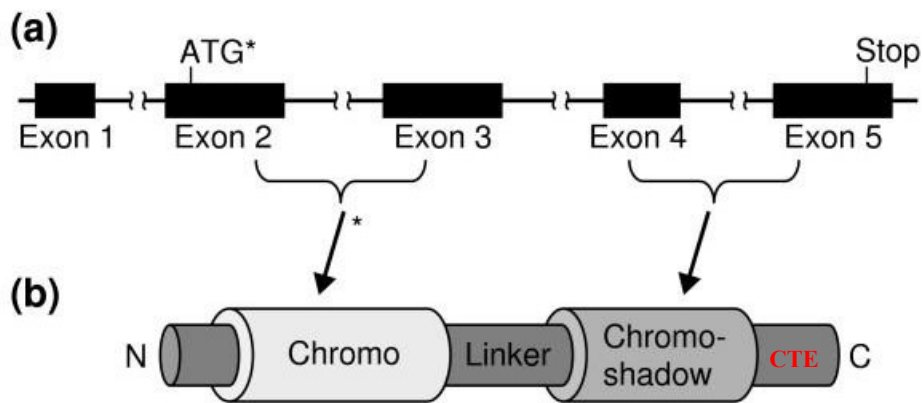 (a)
ATG*
Stop
Exon 1 Exon 2 Exon 3 Exon 4 Exon 5
*
(b)
N Chromo Linker Chromo-
shadow CTE C